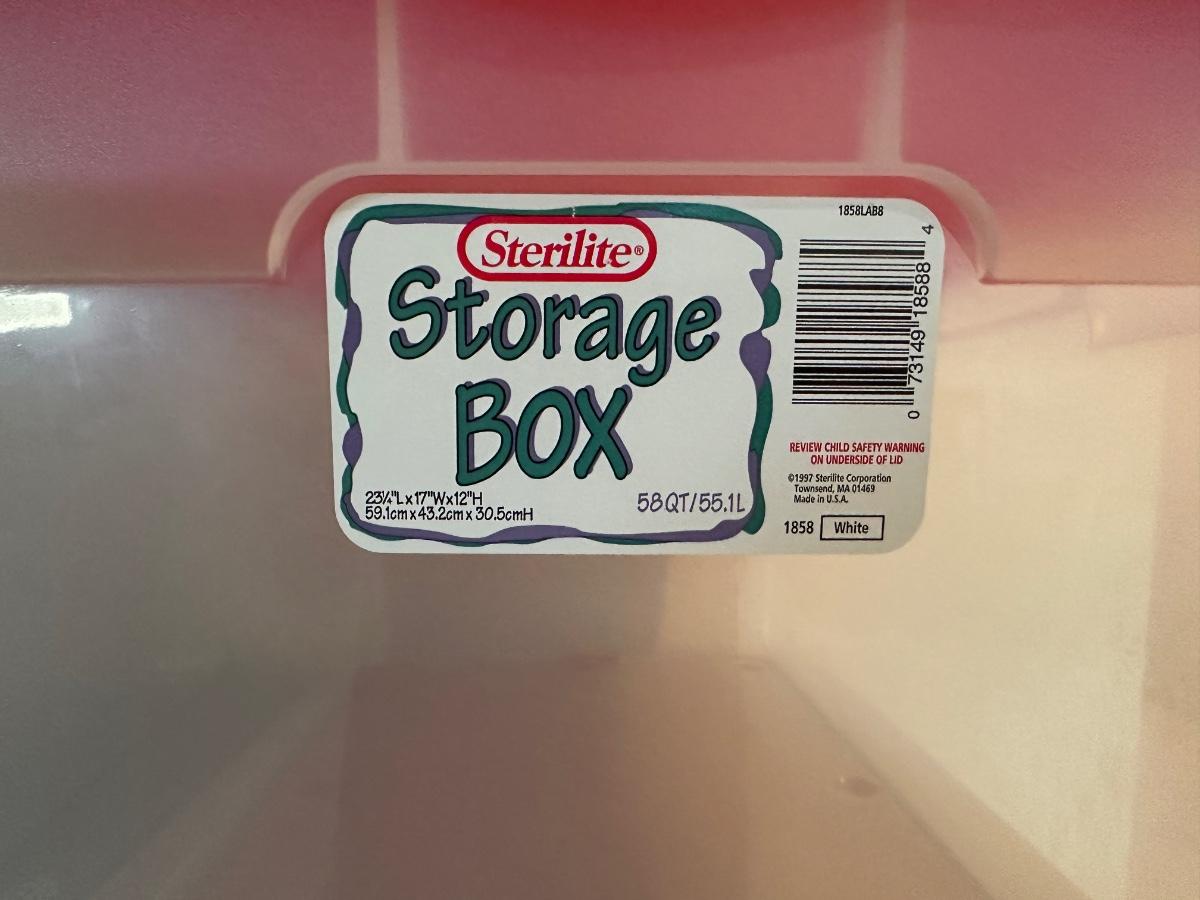 Sterilite®
Storage
BOX
23¼"L x 17"W x 12"H
59.1cm x 43.2cm x 30.5cmH
58 QT/55.1L
1858LAB8
0 73149 18588 4
REVIEW CHILD SAFETY WARNING
ON UNDERSIDE OF LID
©1997 Sterilite Corporation
Townsend, MA 01469
Made in U.S.A.
1858 White